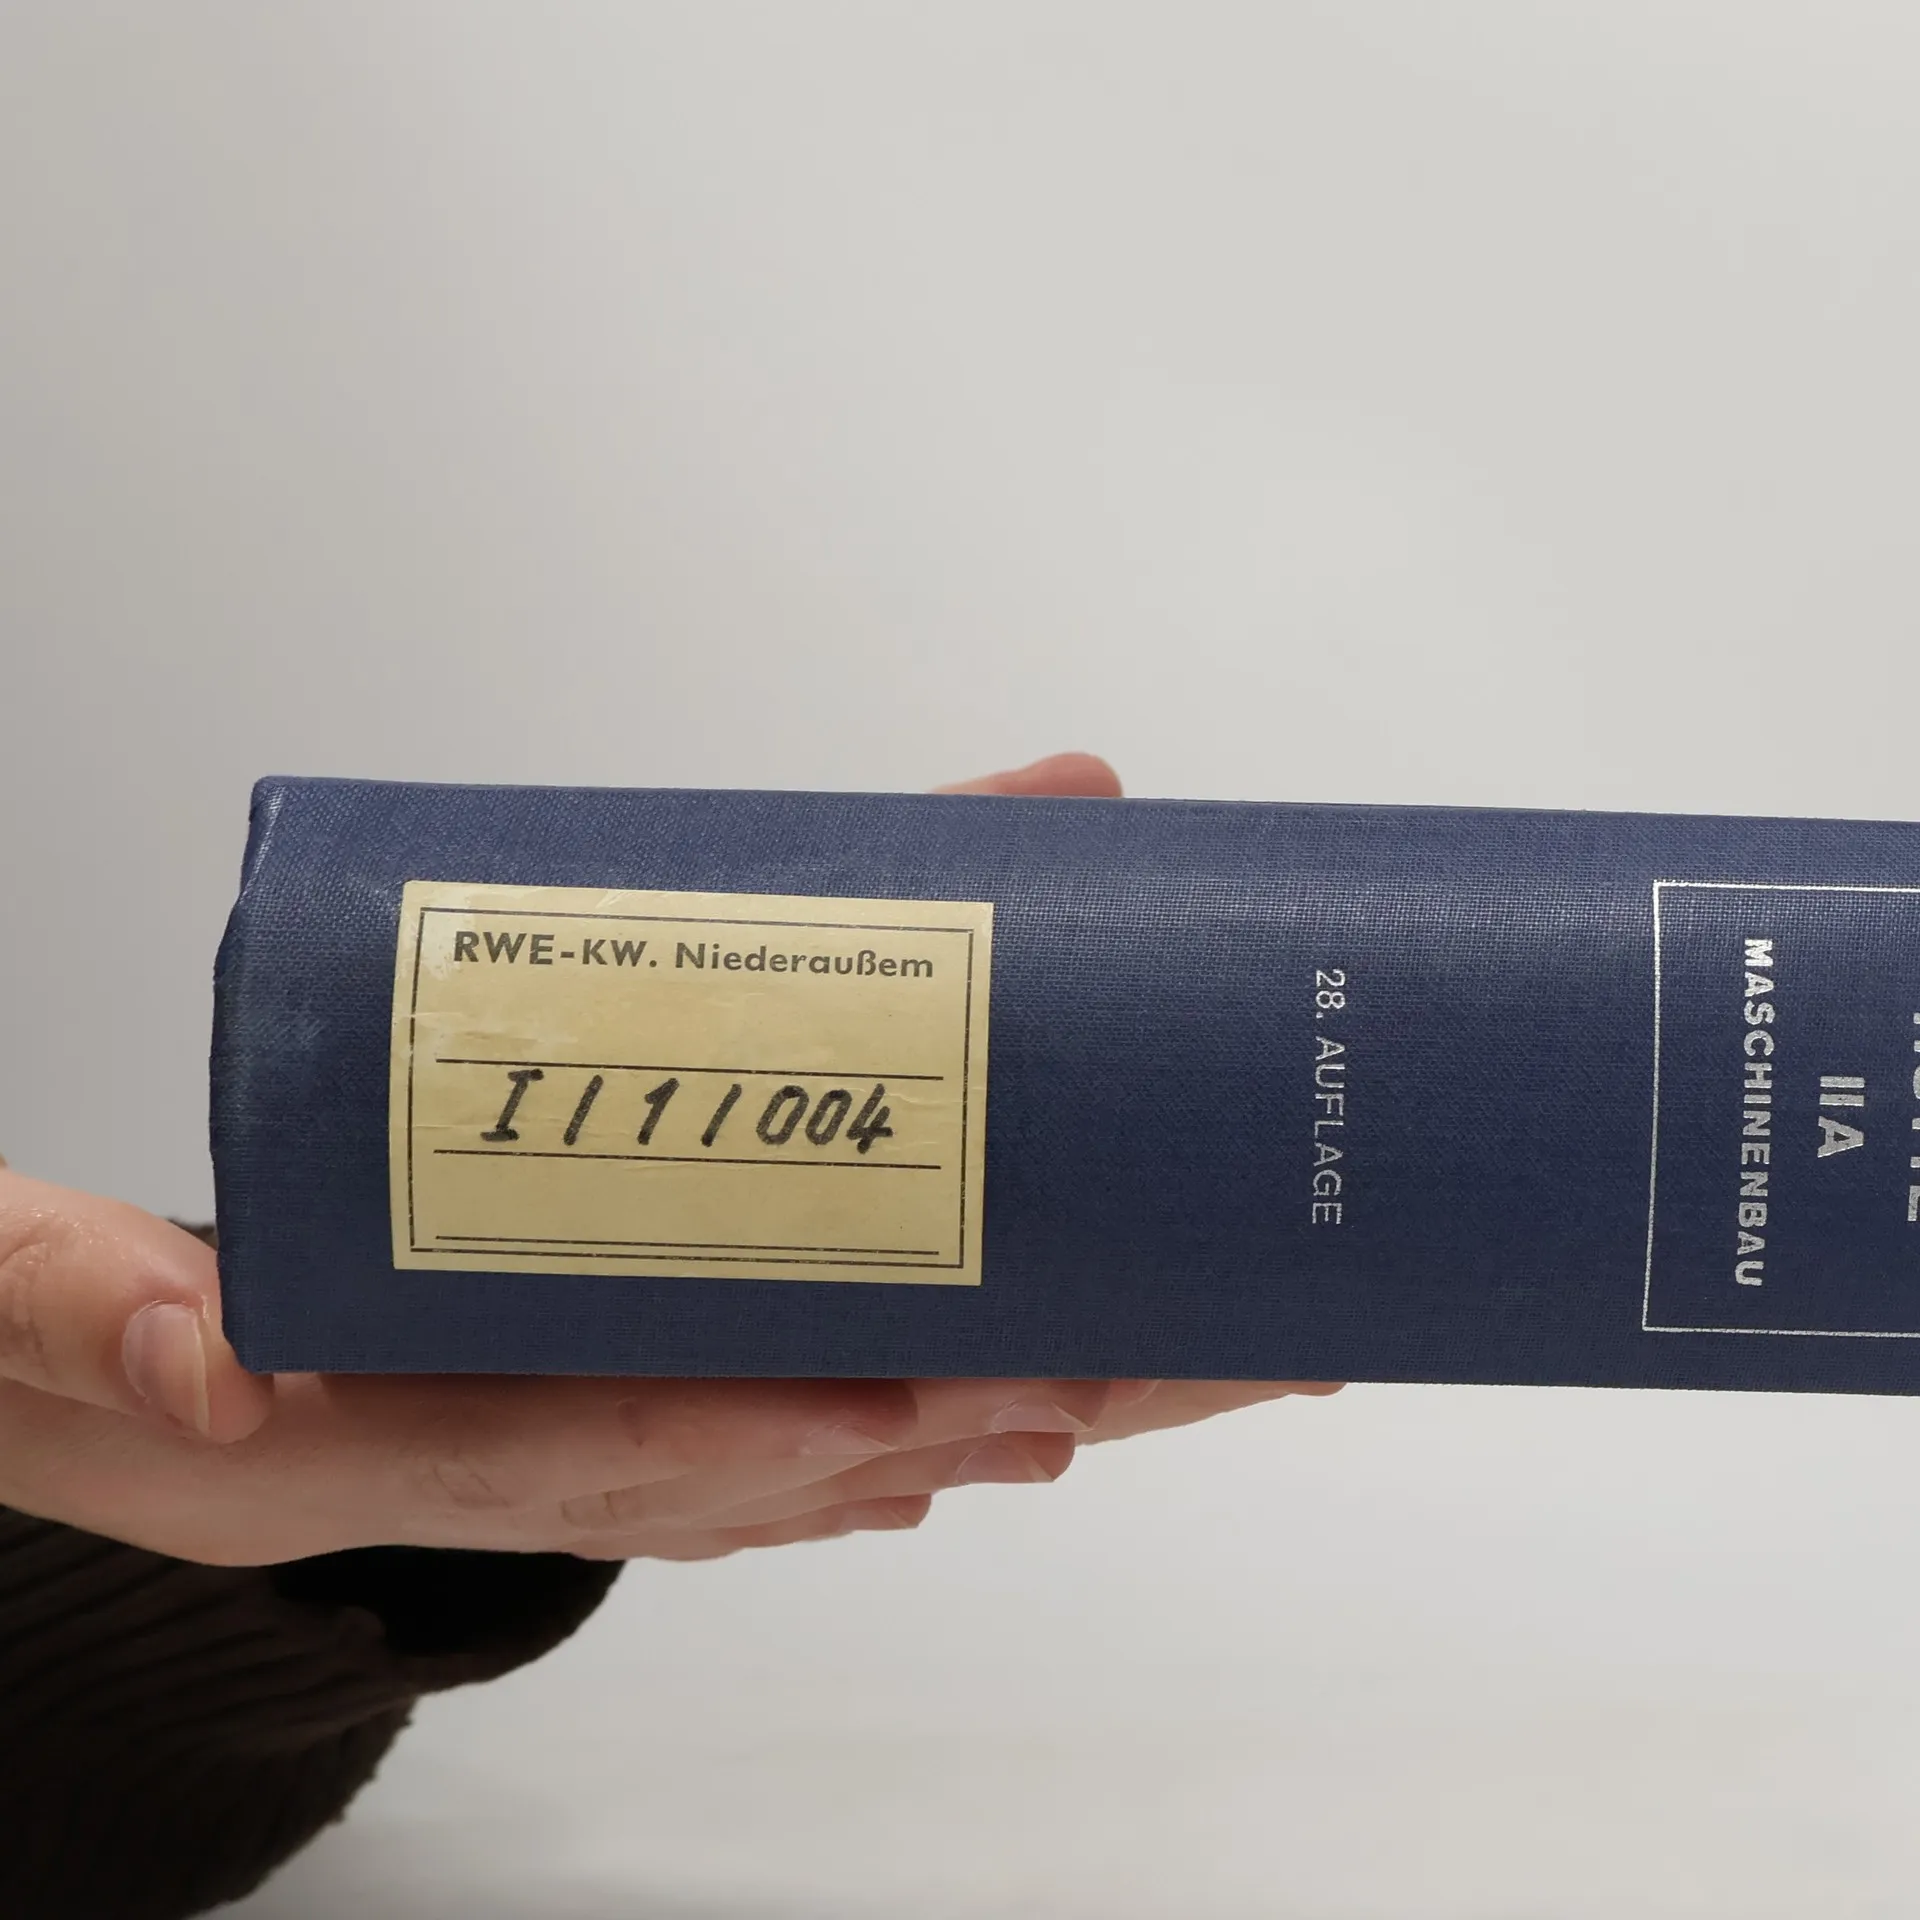 RWE-KW. Niederaußem
I/1/004
28. AUFLAGE
IIA
MASCHINENBAU